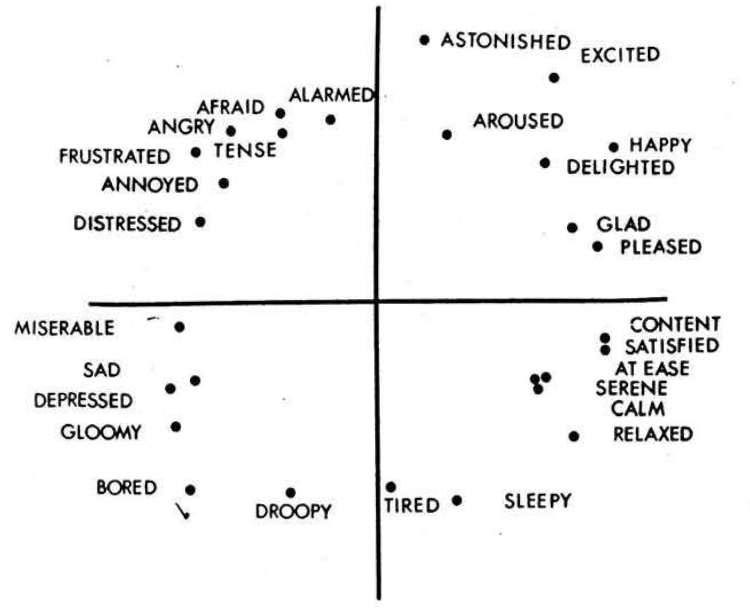 ASTONISHED
EXCITED
ALARMED
AFRAID
AROUSED
ANGRY
HAPPY
FRUSTRATED
TENSE
DELIGHTED
ANNOYED
DISTRESSED
GLAD
PLEASED
MISERABLE
CONTENT
SATISFIED
SAD
AT EASE
DEPRESSED
SERENE
CALM
GLOOMY
RELAXED
BORED
DROOPY
TIRED
SLEEPY